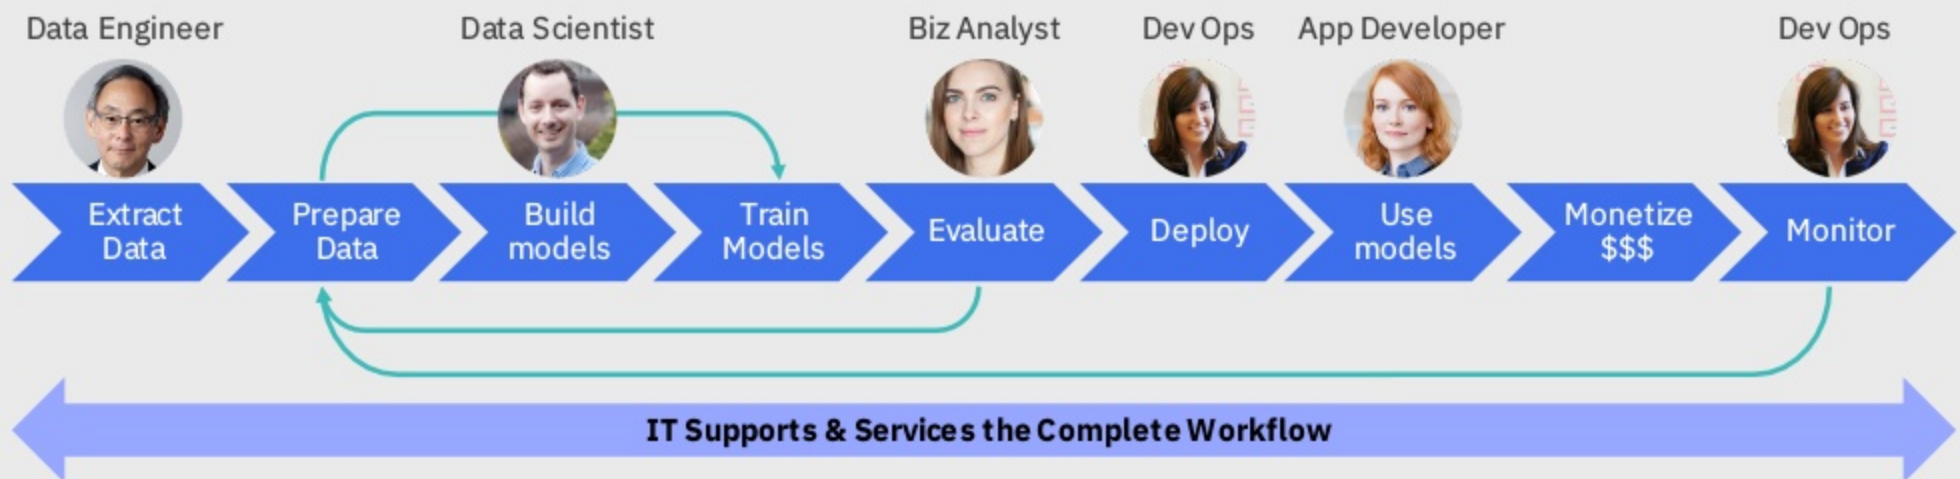 Data Engineer
Data Scientist
Biz Analyst
Dev Ops
App Developer
Dev Ops
Extract
Data
Prepare
Data
Build
models
Train
Models
Evaluate
Deploy
Use
models
Monetize
$$$
Monitor
IT Supports & Services the Complete Workflow